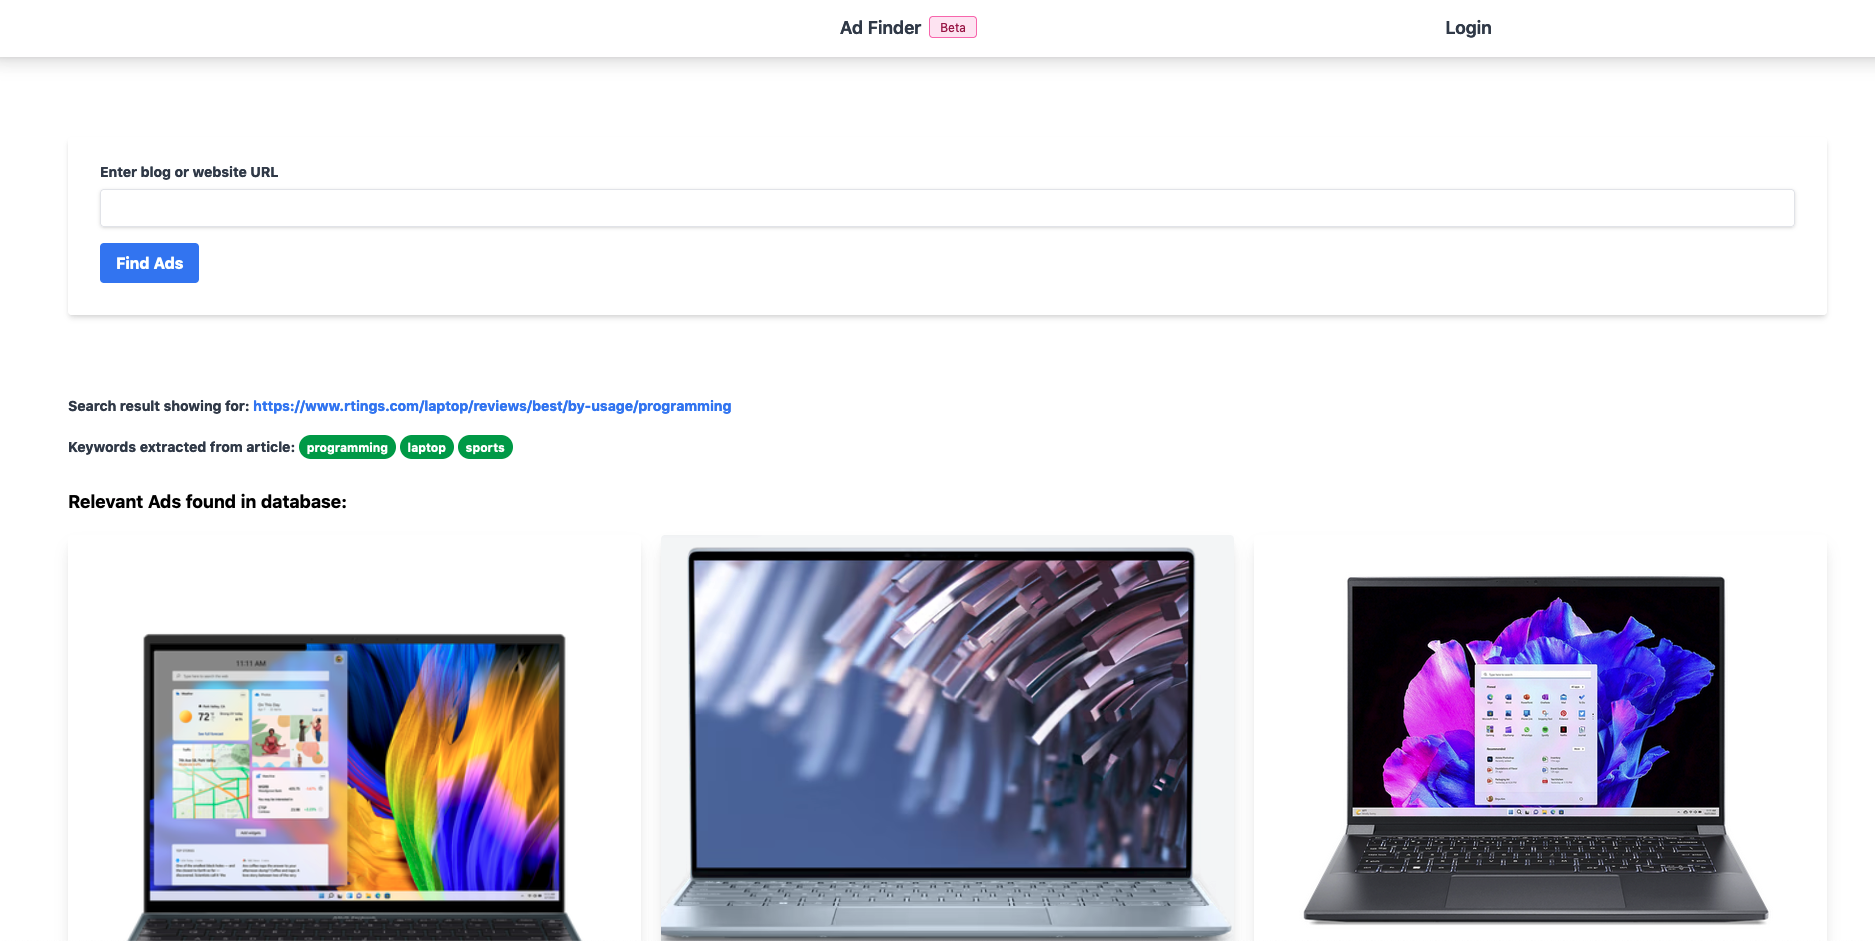 Ad Finder Beta
Login
Enter blog or website URL
Find Ads
Search result showing for: https://www.rtings.com/laptop/reviews/best/by-usage/programming
Keywords extracted from article: programming laptop sports
Relevant Ads found in database:
11:11 AM
72